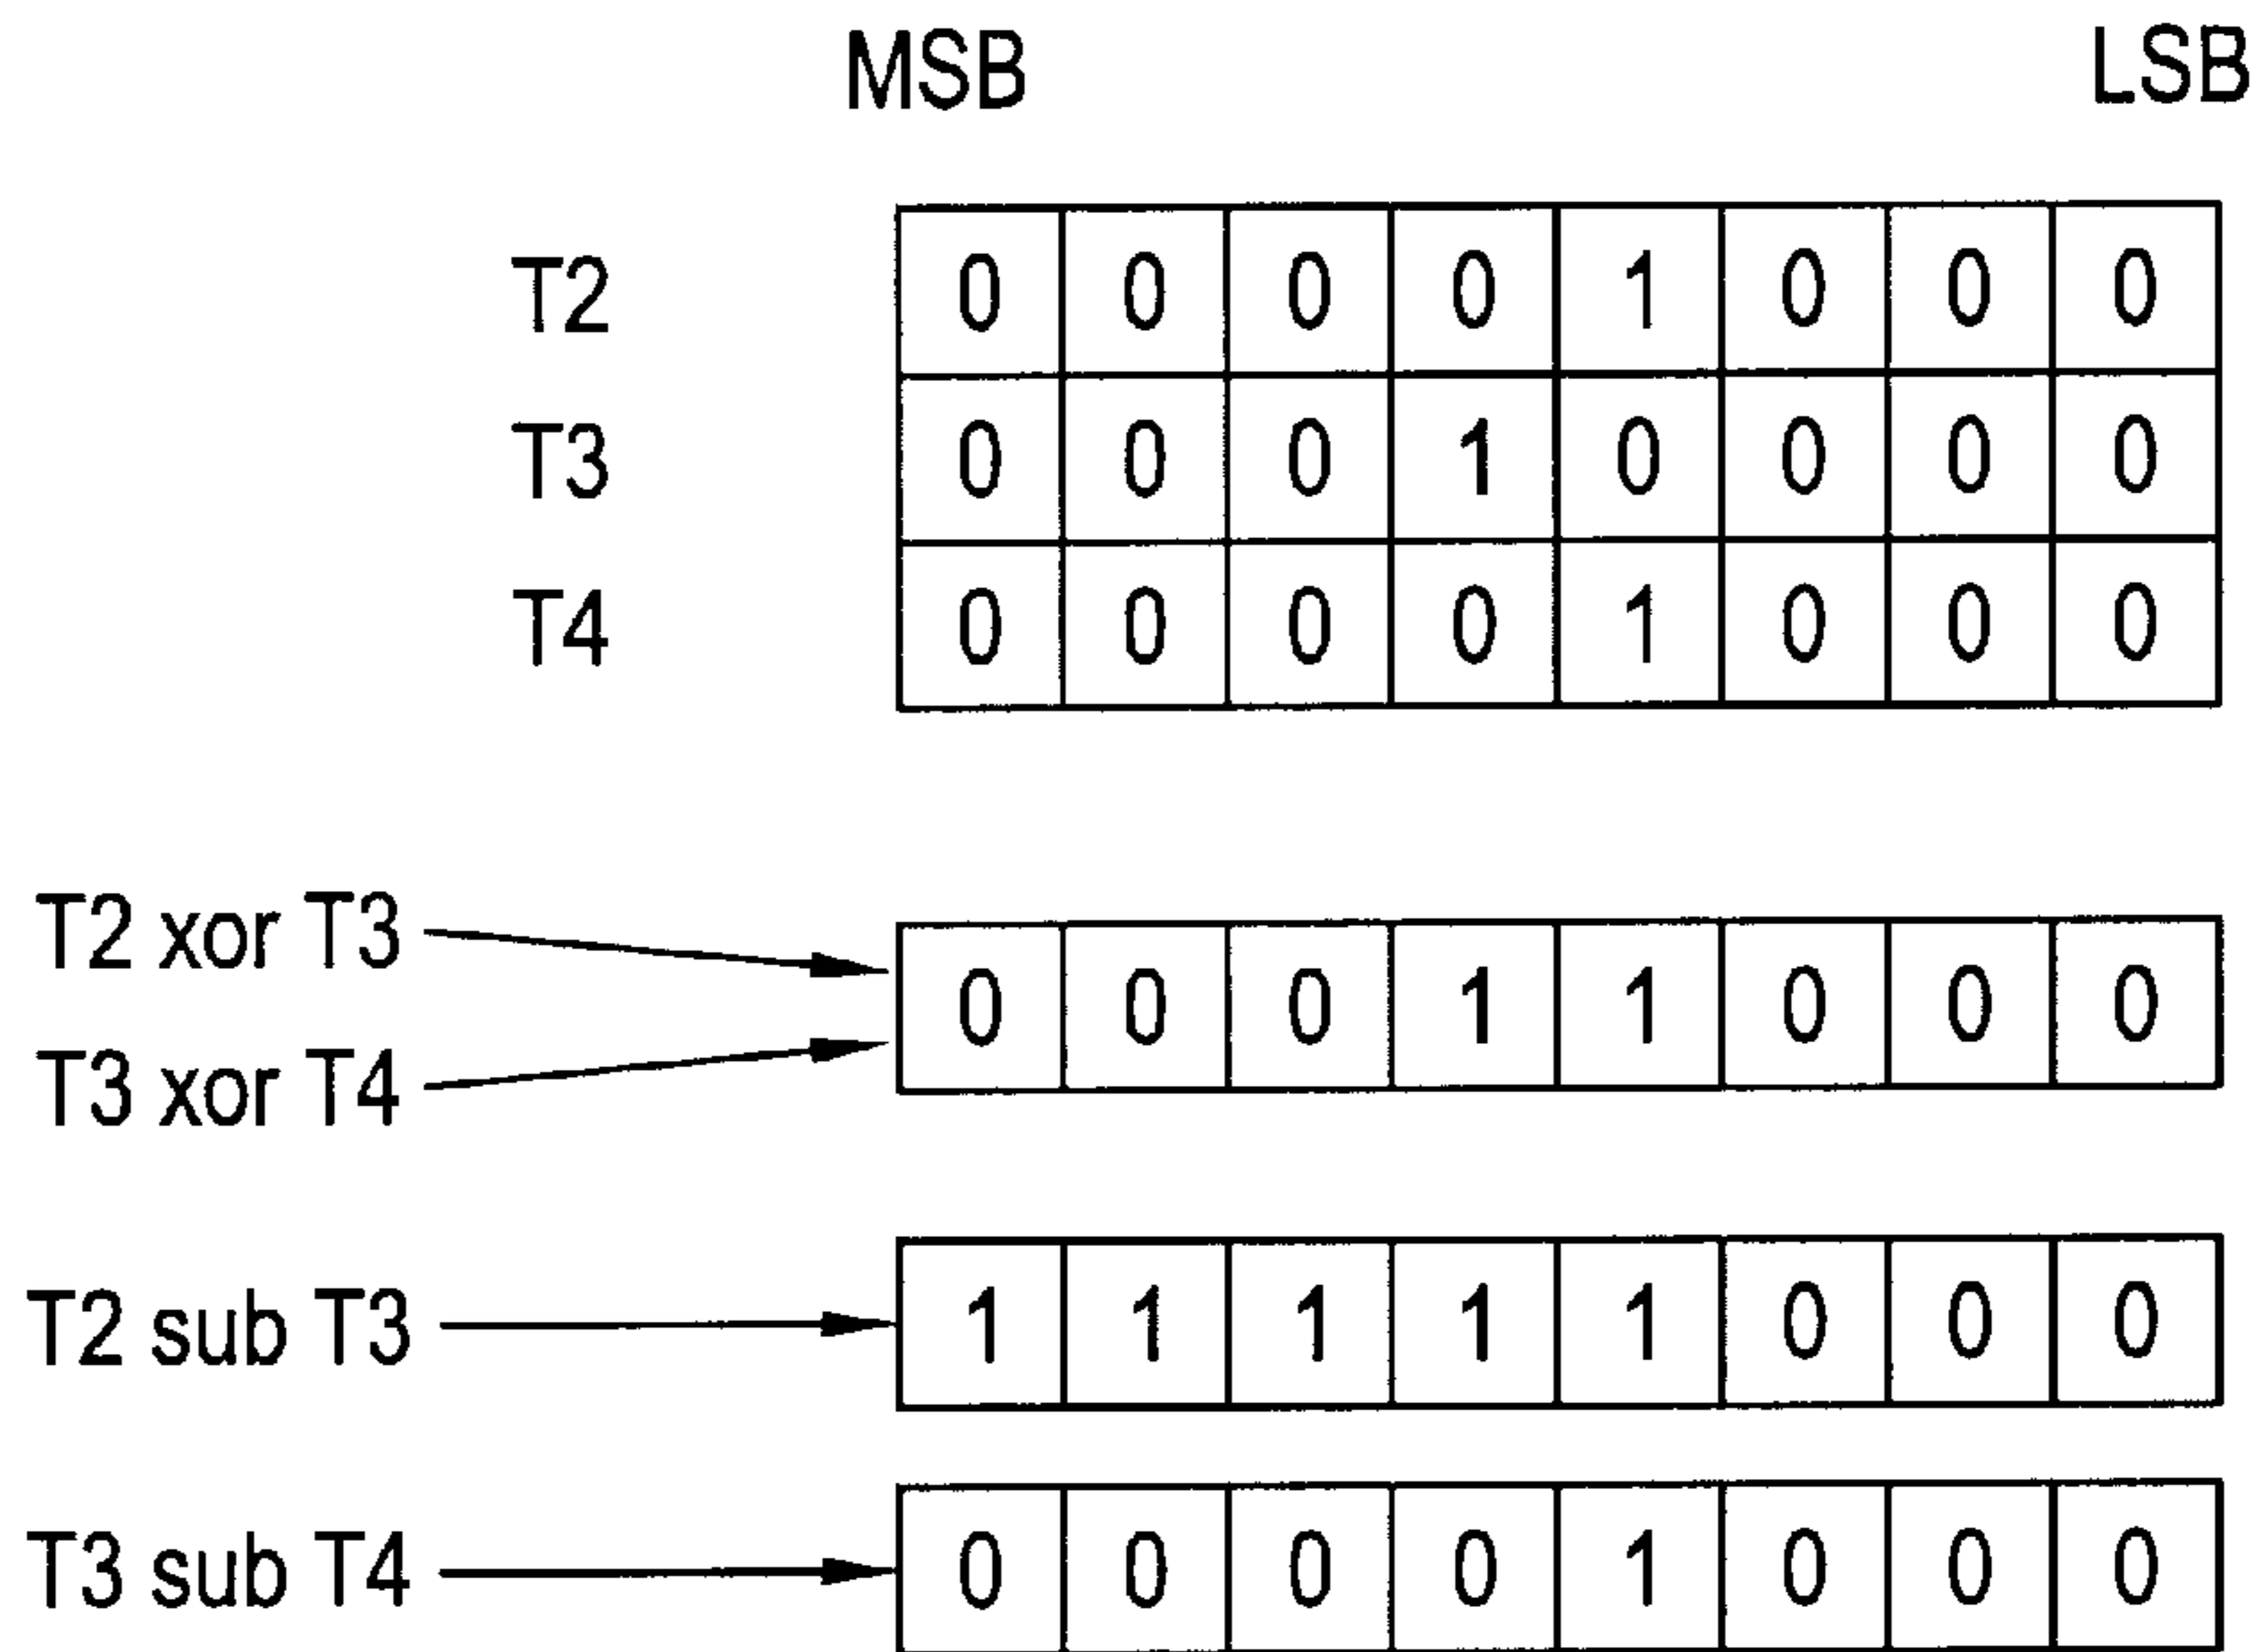 MSB LSB
T2 0 0 0 0 1 0 0 0
T3 0 0 0 1 0 0 0 0
T4 0 0 0 0 1 0 0 0
T2 xor T3
0 0 0 1 1 0 0 0
T3 xor T4
T2 sub T3 1 1 1 1 1 0 0 0
T3 sub T4 0 0 0 0 1 0 0 0